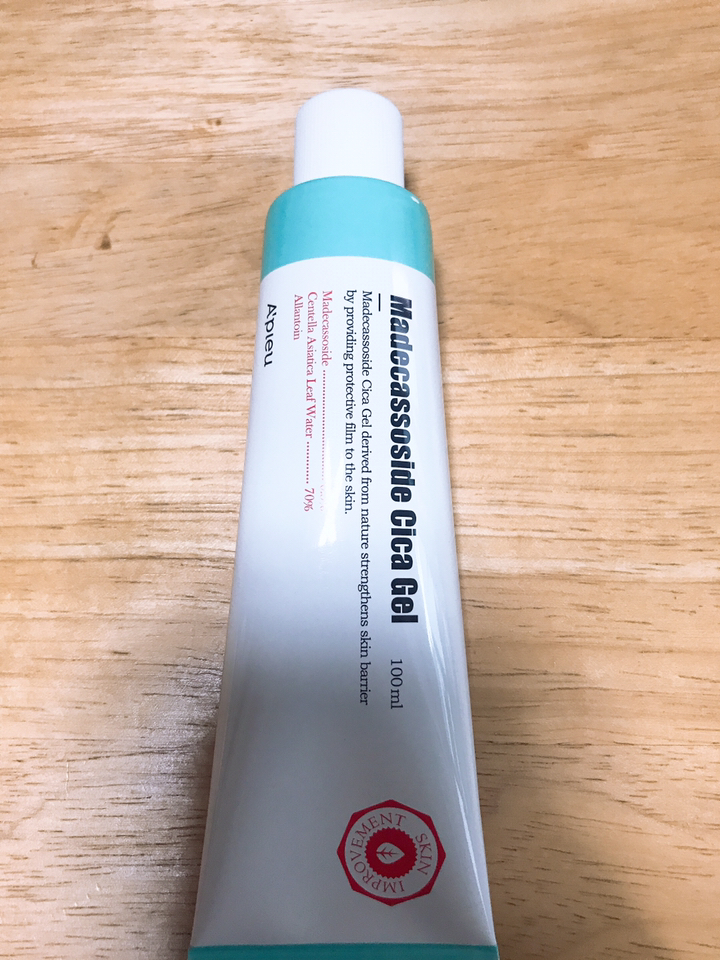 Madecassoside Cica Gel 100ml
Madecassoside Cica Gel derived from nature strengthens skin barrier
by providing protective film to the skin.
Madecassoside ....................
Centella Asiatica Leaf Water ............ 70%
Allantoin
A'pieu
SKIN IMPROVEMENT